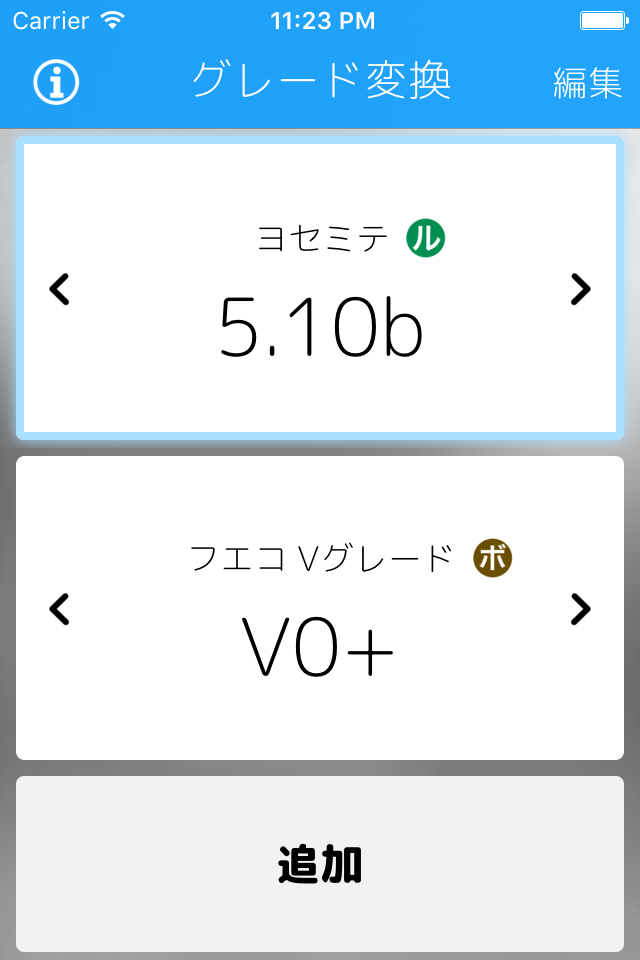 Carrier 11:23 PM
グレード変換 編集
ヨセミテ ル
5.10b
フエコ Vグレード ボ
V0+
追加